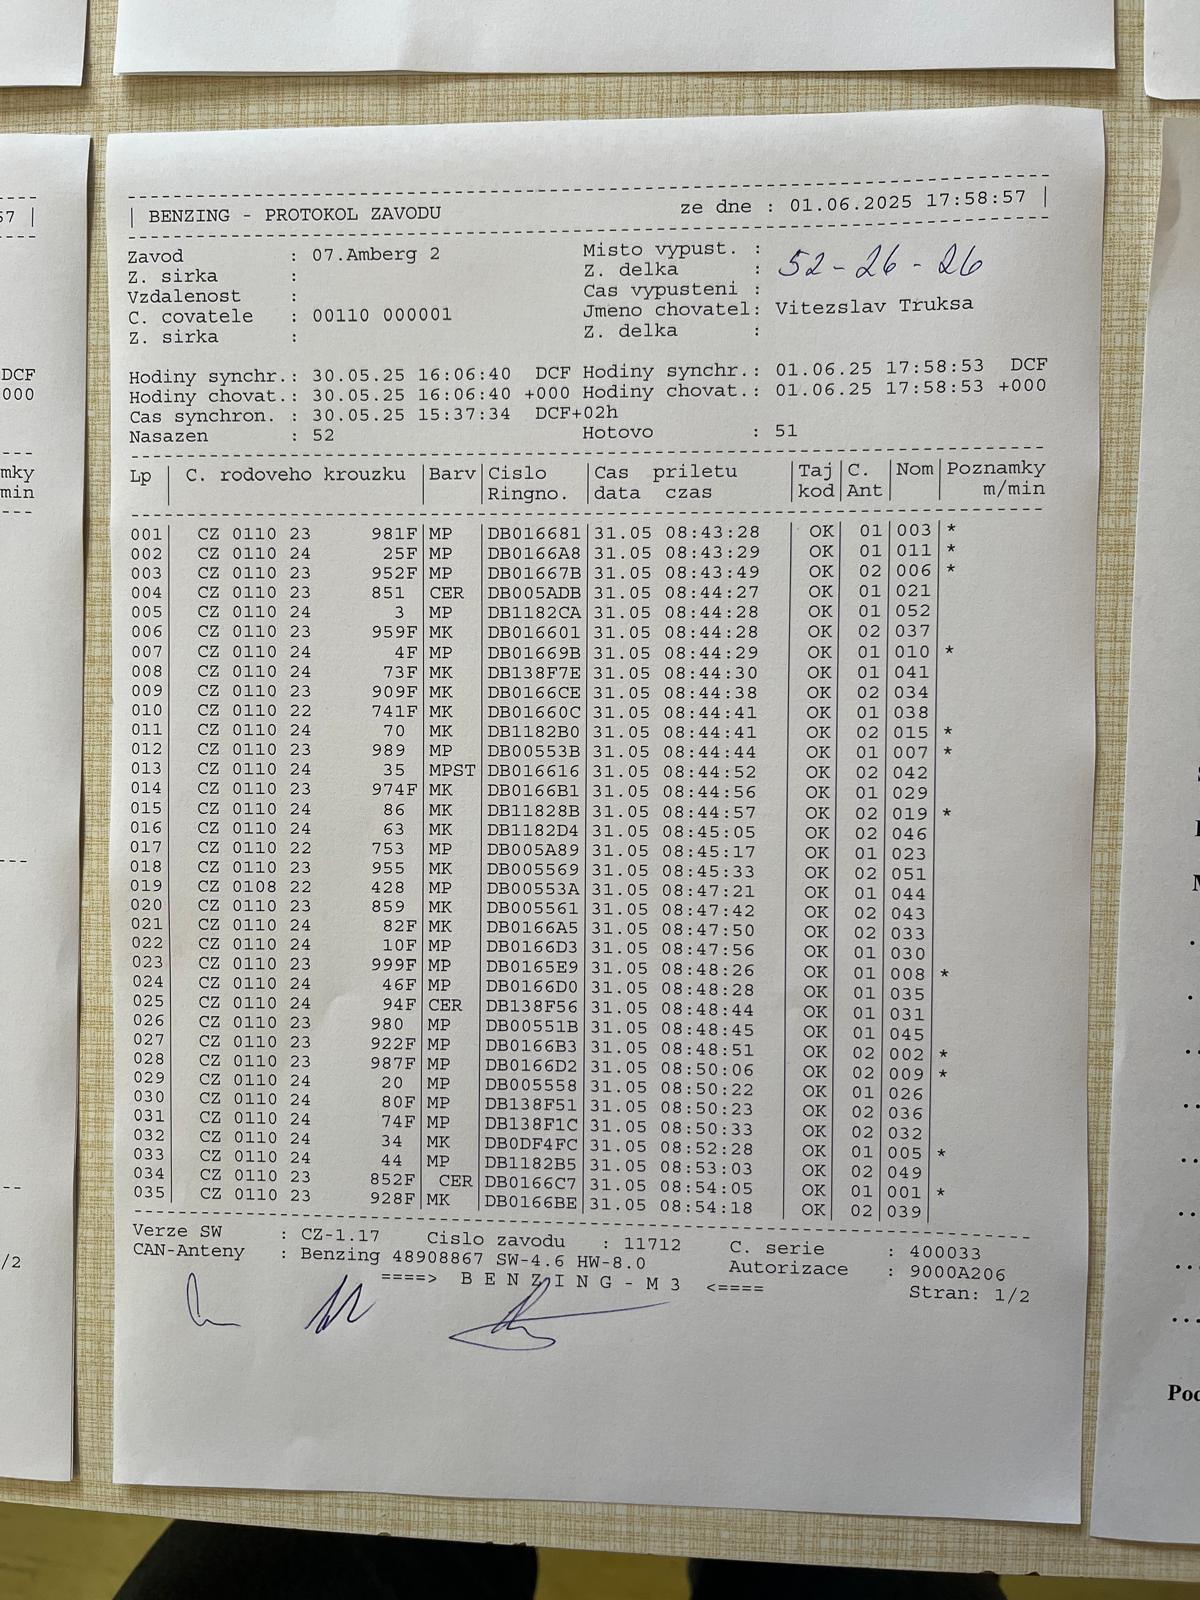 BENZING - PROTOKOL ZAVODU ze dne : 01.06.2025 17:58:57
Zavod : 07.Amberg 2 Misto vypust. :
Z. sirka : Z. delka : 52-26-26
Vzdalenost : Cas vypusteni :
C. covatele : 00110 000001 Jmeno chovatel: Vitezslav Truksa
Z. sirka : Z. delka :
Hodiny synchr.: 30.05.25 16:06:40 DCF Hodiny synchr.: 01.06.25 17:58:53 DCF
Hodiny chovat.: 30.05.25 16:06:40 +000 Hodiny chovat.: 01.06.25 17:58:53 +000
Cas synchron. : 30.05.25 15:37:34 DCF+02h
Nasazen : 52 Hotovo : 51
Lp | C. rodoveho krouzku | Barv | Cislo | Cas priletu | Taj | C. | Nom | Poznamky
Ringno. | data czas | kod | Ant | m/min
001 | CZ 0110 23 981F | MP | DB016681 | 31.05 08:43:28 | OK | 01 | 003 | *
002 | CZ 0110 24 25F | MP | DB0166A8 | 31.05 08:43:29 | OK | 01 | 011 | *
003 | CZ 0110 23 952F | MP | DB01667B | 31.05 08:43:49 | OK | 02 | 006 | *
004 | CZ 0110 23 851 | CER | DB005ADB | 31.05 08:44:27 | OK | 01 | 021
005 | CZ 0110 24 3 | MP | DB1182CA | 31.05 08:44:28 | OK | 01 | 052
006 | CZ 0110 23 959F | MK | DB016601 | 31.05 08:44:28 | OK | 02 | 037
007 | CZ 0110 24 4F | MP | DB01669B | 31.05 08:44:29 | OK | 01 | 010 | *
008 | CZ 0110 24 73F | MK | DB138F7E | 31.05 08:44:30 | OK | 01 | 041
009 | CZ 0110 23 909F | MK | DB0166CE | 31.05 08:44:38 | OK | 02 | 034
010 | CZ 0110 22 741F | MK | DB01660C | 31.05 08:44:41 | OK | 01 | 038
011 | CZ 0110 24 70 | MK | DB1182B0 | 31.05 08:44:41 | OK | 02 | 015 | *
012 | CZ 0110 23 989 | MP | DB00553B | 31.05 08:44:44 | OK | 01 | 007 | *
013 | CZ 0110 24 35 | MPST | DB016616 | 31.05 08:44:52 | OK | 02 | 042
014 | CZ 0110 23 974F | MK | DB0166B1 | 31.05 08:44:56 | OK | 01 | 029
015 | CZ 0110 24 86 | MK | DB11828B | 31.05 08:44:57 | OK | 02 | 019 | *
016 | CZ 0110 24 63 | MK | DB1182D4 | 31.05 08:45:05 | OK | 02 | 046
017 | CZ 0110 22 753 | MP | DB005A89 | 31.05 08:45:17 | OK | 01 | 023
018 | CZ 0110 23 955 | MK | DB005569 | 31.05 08:45:33 | OK | 02 | 051
019 | CZ 0108 22 428 | MP | DB00553A | 31.05 08:47:21 | OK | 01 | 044
020 | CZ 0110 23 859 | MK | DB005561 | 31.05 08:47:42 | OK | 02 | 043
021 | CZ 0110 24 82F | MK | DB0166A5 | 31.05 08:47:50 | OK | 02 | 033
022 | CZ 0110 24 10F | MP | DB0166D3 | 31.05 08:47:56 | OK | 01 | 030
023 | CZ 0110 23 999F | MP | DB0165E9 | 31.05 08:48:26 | OK | 01 | 008 | *
024 | CZ 0110 24 46F | MP | DB0166D0 | 31.05 08:48:28 | OK | 01 | 035
025 | CZ 0110 24 94F | CER | DB138F56 | 31.05 08:48:44 | OK | 01 | 031
026 | CZ 0110 23 980 | MP | DB00551B | 31.05 08:48:45 | OK | 01 | 045
027 | CZ 0110 23 922F | MP | DB0166B3 | 31.05 08:48:51 | OK | 02 | 002 | *
028 | CZ 0110 23 987F | MP | DB0166D2 | 31.05 08:50:06 | OK | 02 | 009 | *
029 | CZ 0110 24 20 | MP | DB005558 | 31.05 08:50:22 | OK | 01 | 026
030 | CZ 0110 24 80F | MP | DB138F51 | 31.05 08:50:23 | OK | 02 | 036
031 | CZ 0110 24 74F | MP | DB138F1C | 31.05 08:50:33 | OK | 02 | 032
032 | CZ 0110 24 34 | MK | DB0DF4FC | 31.05 08:52:28 | OK | 01 | 005 | *
033 | CZ 0110 24 44 | MP | DB1182B5 | 31.05 08:53:03 | OK | 02 | 049
034 | CZ 0110 23 852F | CER | DB0166C7 | 31.05 08:54:05 | OK | 01 | 001 | *
035 | CZ 0110 23 928F | MK | DB0166BE | 31.05 08:54:18 | OK | 02 | 039
Verze SW : CZ-1.17 Cislo zavodu : 11712 C. serie : 400033
CAN-Anteny : Benzing 48908867 SW-4.6 HW-8.0 Autorizace : 9000A206
====> B E N Z I N G - M 3 <==== Stran: 1/2